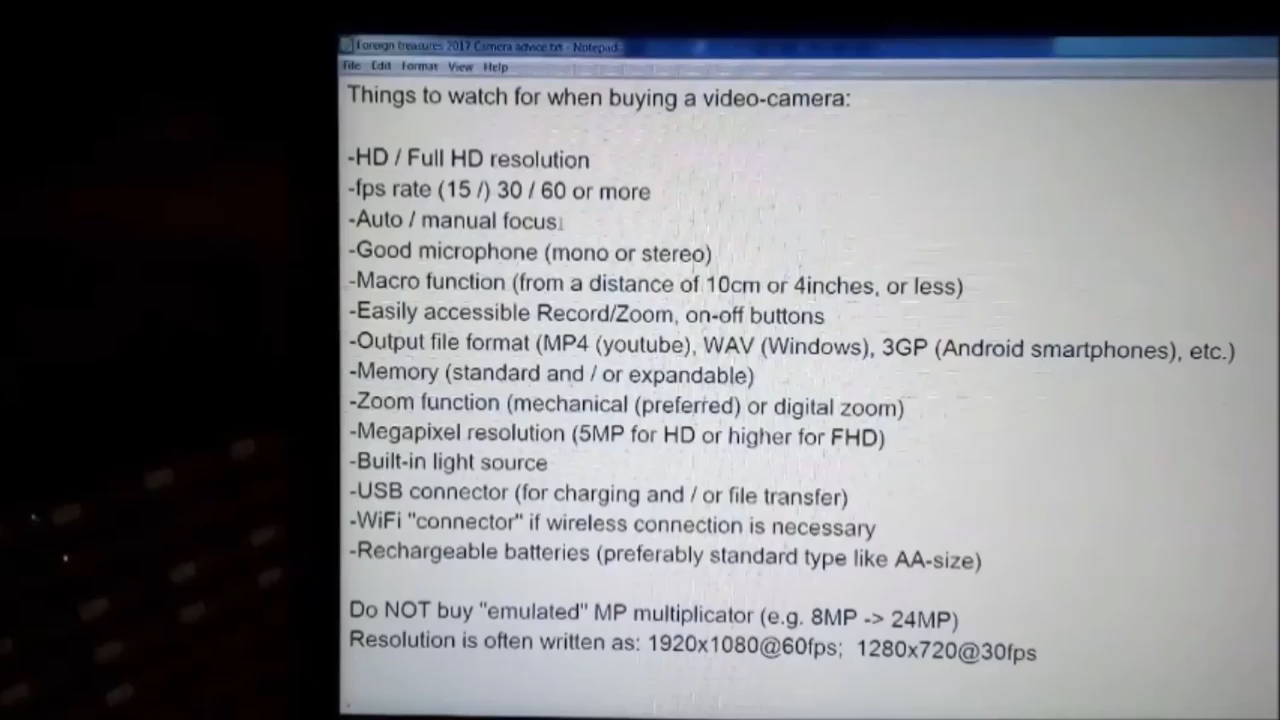 Foreign treasures 2017 Camera advice.txt - Notepad
File Edit Format View Help
Things to watch for when buying a video-camera:
-HD / Full HD resolution
-fps rate (15 /) 30 / 60 or more
-Auto / manual focus
-Good microphone (mono or stereo)
-Macro function (from a distance of 10cm or 4inches, or less)
-Easily accessible Record/Zoom, on-off buttons
-Output file format (MP4 (youtube), WAV (Windows), 3GP (Android smartphones), etc.)
-Memory (standard and / or expandable)
-Zoom function (mechanical (preferred) or digital zoom)
-Megapixel resolution (5MP for HD or higher for FHD)
-Built-in light source
-USB connector (for charging and / or file transfer)
-WiFi "connector" if wireless connection is necessary
-Rechargeable batteries (preferably standard type like AA-size)
Do NOT buy "emulated" MP multiplicator (e.g. 8MP -> 24MP)
Resolution is often written as: 1920x1080@60fps; 1280x720@30fps